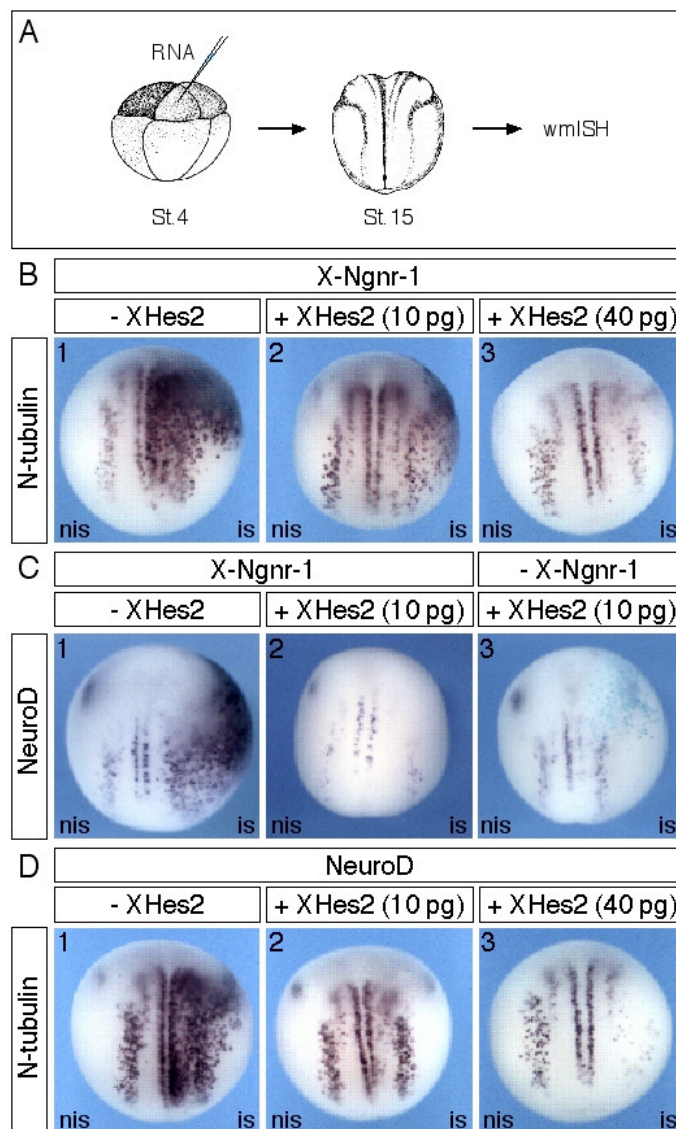 A
RNA
wmISH
St.4
St.15
B
X-Ngnr-1
- XHes2
+ XHes2 (10 pg)
+ XHes2 (40 pg)
N-tubulin
1
2
3
nis
is
nis
is
nis
is
C
X-Ngnr-1
- X-Ngnr-1
- XHes2
+ XHes2 (10 pg)
+ XHes2 (10 pg)
NeuroD
1
2
3
nis
is
nis
is
nis
is
D
NeuroD
- XHes2
+ XHes2 (10 pg)
+ XHes2 (40 pg)
N-tubulin
1
2
3
nis
is
nis
is
nis
is